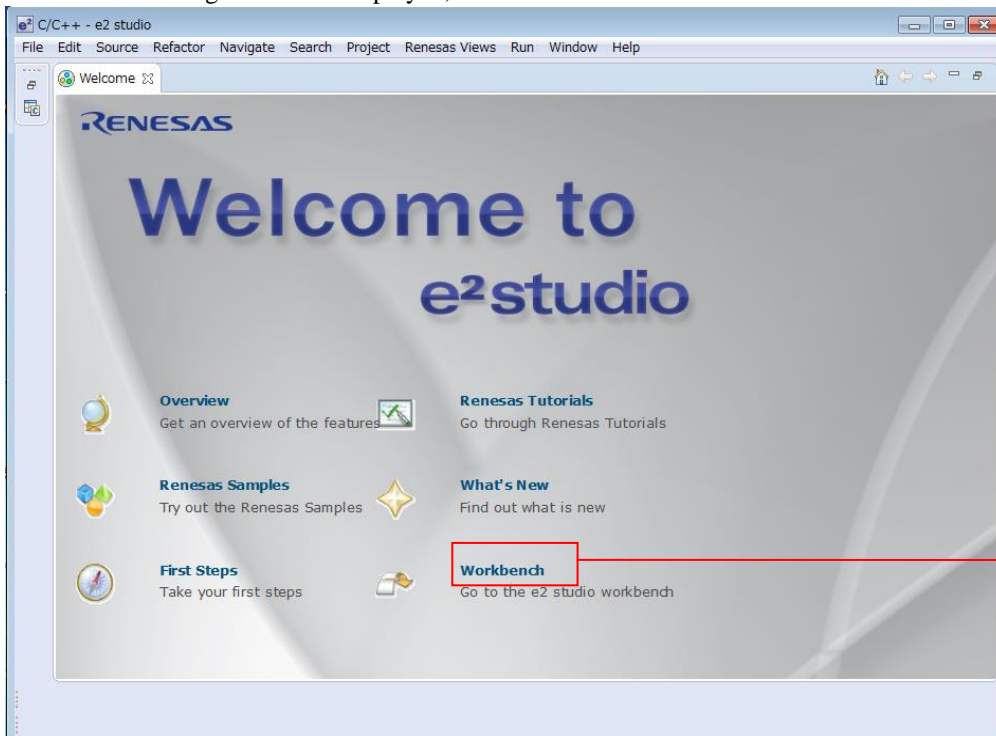 C/C++ - e2 studio
File Edit Source Refactor Navigate Search Project Renesas Views Run Window Help
Welcome
RENESAS
Welcome to
e² studio
Overview
Get an overview of the features
Renesas Tutorials
Go through Renesas Tutorials
Renesas Samples
Try out the Renesas Samples
What's New
Find out what is new
First Steps
Take your first steps
Workbench
Go to the e2 studio workbench